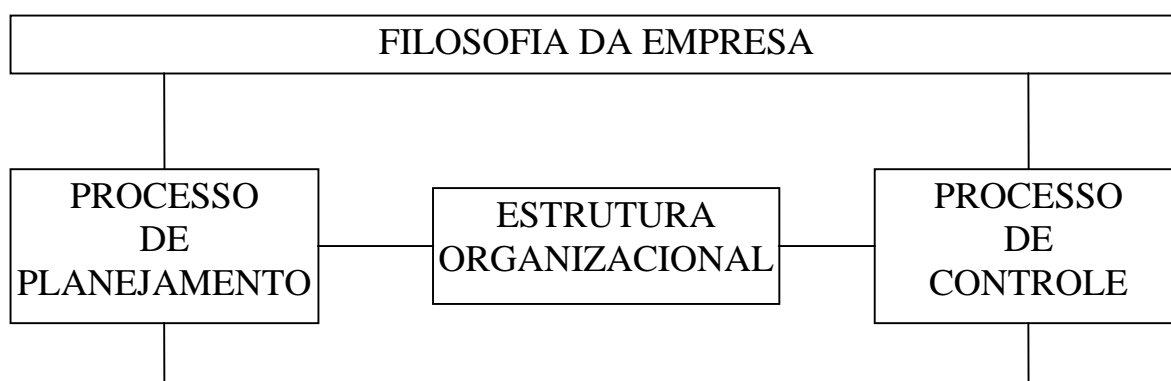 FILOSOFIA DA EMPRESA
PROCESSO
DE
PLANEJAMENTO
ESTRUTURA
ORGANIZACIONAL
PROCESSO
DE
CONTROLE